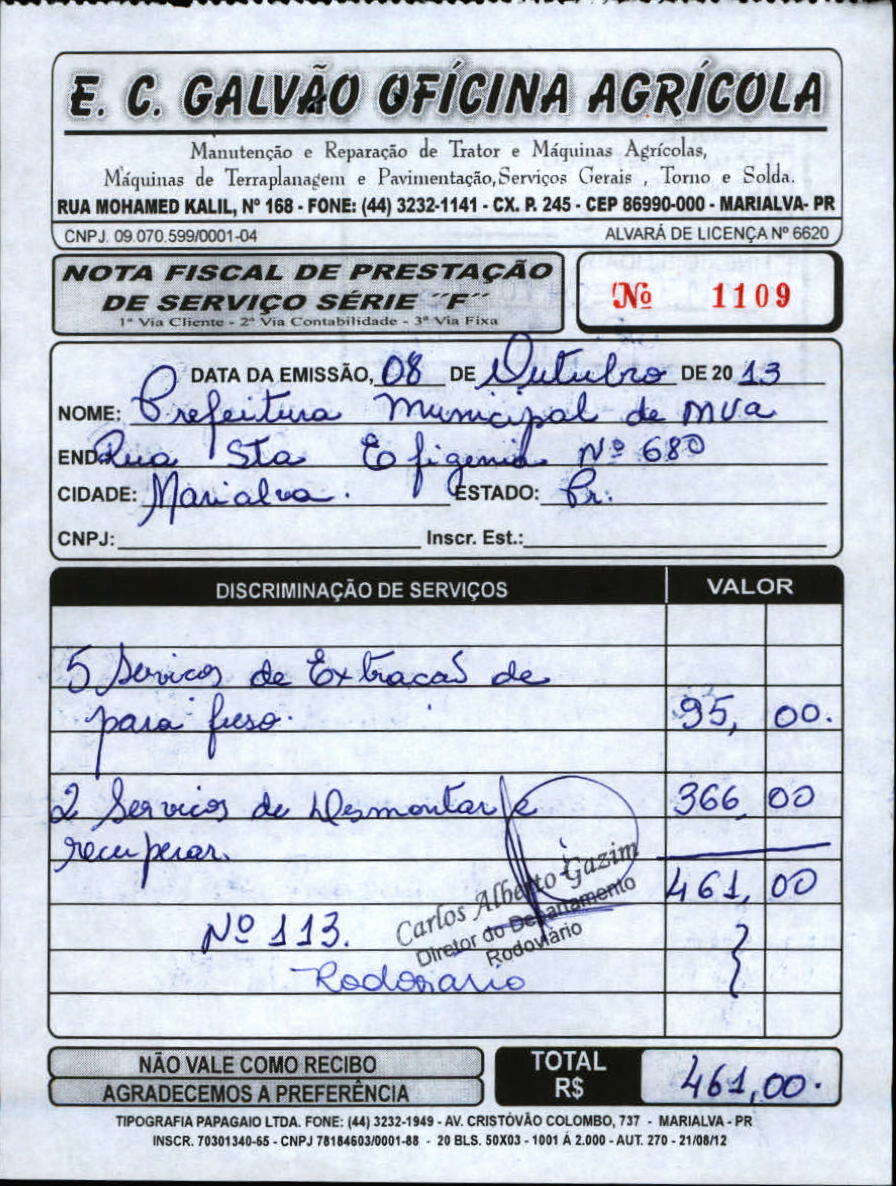 E. C. GALVÃO OFÍCINA AGRÍCOLA
Manutenção e Reparação de Trator e Máquinas Agrícolas,
Máquinas de Terraplanagem e Pavimentação, Serviços Gerais , Torno e Solda.
RUA MOHAMED KALIL, Nº 168 - FONE: (44) 3232-1141 - CX. P. 245 - CEP 86990-000 - MARIALVA- PR
CNPJ. 09.070.599/0001-04 ALVARÁ DE LICENÇA Nº 6620
NOTA FISCAL DE PRESTAÇÃO
DE SERVIÇO SÉRIE "F"
1ª Via Cliente - 2ª Via Contabilidade - 3ª Via Fixa
Nº 1109
DATA DA EMISSÃO, 08 DE Outubro DE 20 13
NOME: Prefeitura Municipal de MVa
END Rua Sta Efigenia Nº 680
CIDADE: Marialva. ESTADO: Pr.
CNPJ: Inscr. Est.:
DISCRIMINAÇÃO DE SERVIÇOS VALOR
5 Servicos de Extracaõ de
parafuso. 95, 00.
2 Servicos de Desmontar e 366, 00
recuperar.
461, 00
Carlos Alberto Gazim
Diretor do Departamento
Rodoviário
Nº 113.
Rodoviario
NÃO VALE COMO RECIBO
AGRADECEMOS A PREFERÊNCIA
TOTAL
R$ 461,00.
TIPOGRAFIA PAPAGAIO LTDA. FONE: (44) 3232-1949 - AV. CRISTÓVÃO COLOMBO, 737 - MARIALVA - PR
INSCR. 70301340-65 - CNPJ 78184603/0001-88 - 20 BLS. 50X03 - 1001 Á 2.000 - AUT. 270 - 21/08/12